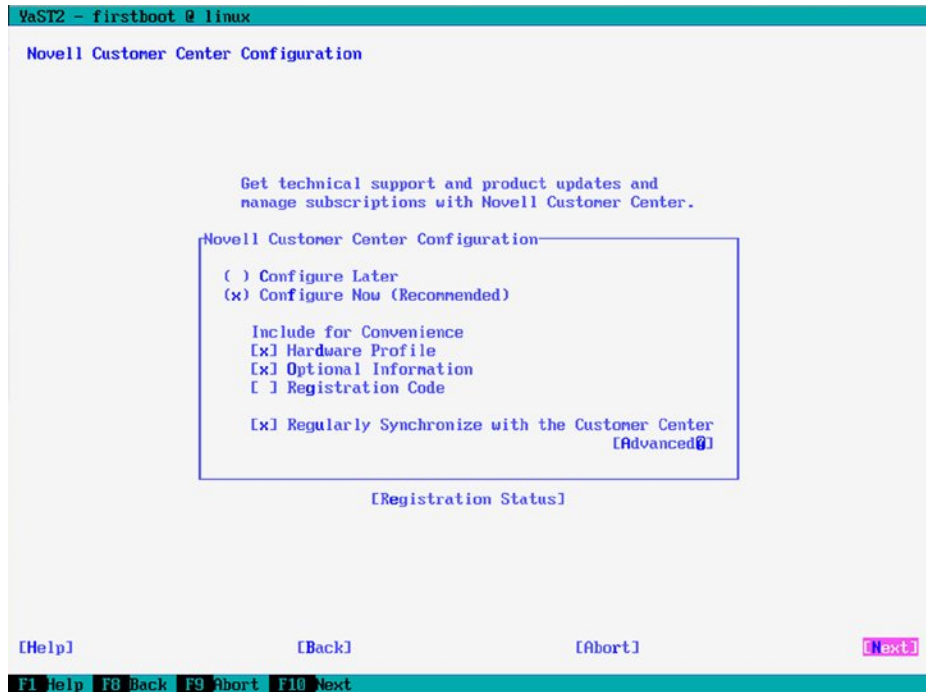 YaST2 - firstboot @ linux
Novell Customer Center Configuration
Get technical support and product updates and
manage subscriptions with Novell Customer Center.
Novell Customer Center Configuration
( ) Configure Later
(x) Configure Now (Recommended)
Include for Convenience
[x] Hardware Profile
[x] Optional Information
[ ] Registration Code
[x] Regularly Synchronize with the Customer Center
[Advanced?]
[Registration Status]
[Help] [Back] [Abort] [Next]
F1 Help F8 Back F9 Abort F10 Next